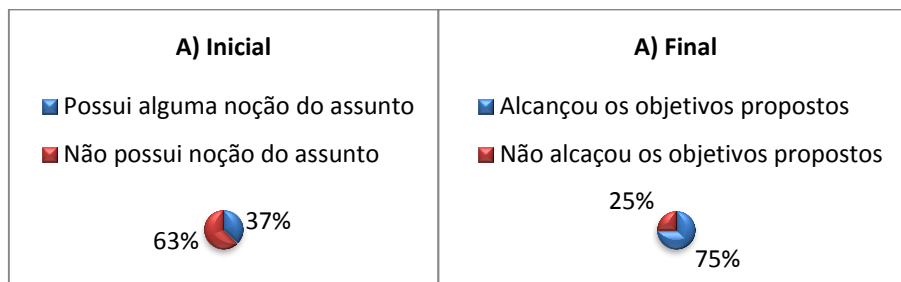 A) Inicial
Possui alguma noção do assunto
Não possui noção do assunto
37%
63%
A) Final
Alcançou os objetivos propostos
Não alcaçou os objetivos propostos
25%
75%